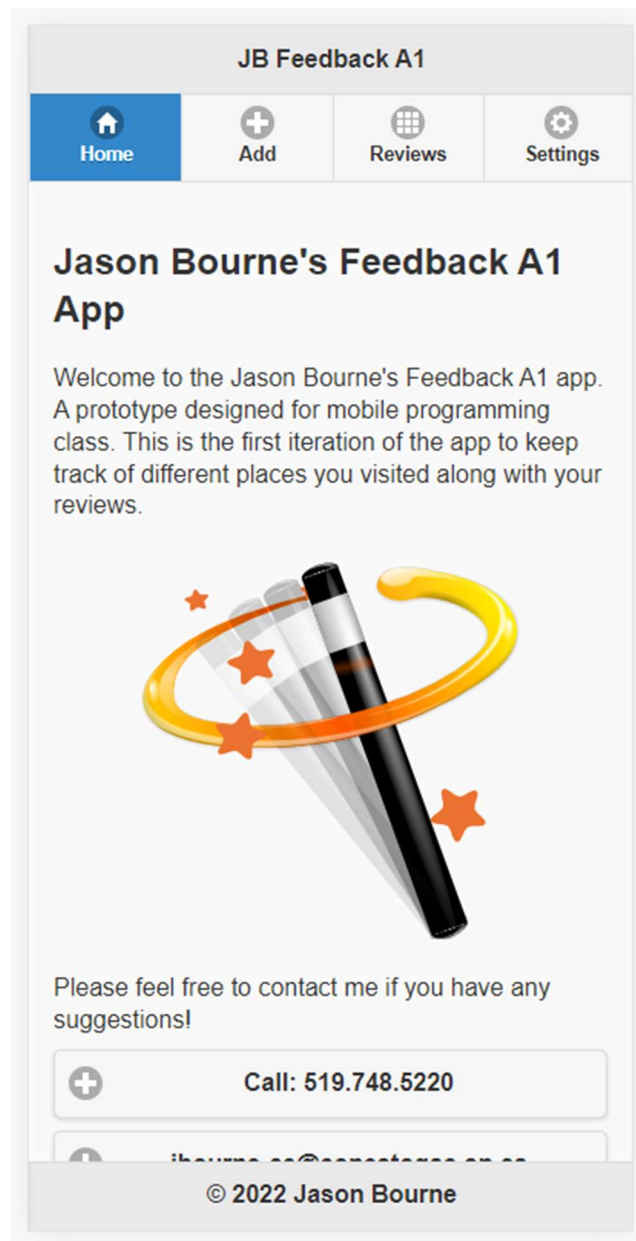 JB Feedback A1
Home Add Reviews Settings
Jason Bourne's Feedback A1
App
Welcome to the Jason Bourne's Feedback A1 app.
A prototype designed for mobile programming
class. This is the first iteration of the app to keep
track of different places you visited along with your
reviews.
Please feel free to contact me if you have any
suggestions!
Call: 519.748.5220
© 2022 Jason Bourne